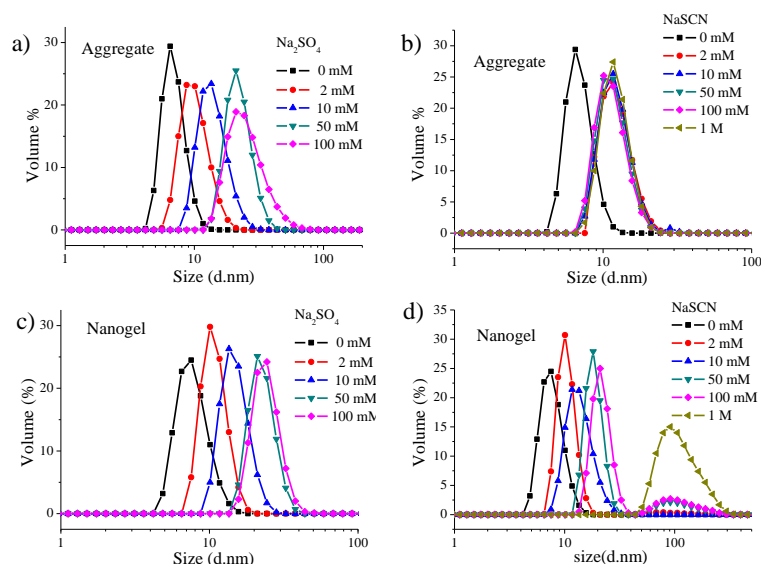 a)
Aggregate
Na2SO4
0 mM
2 mM
10 mM
50 mM
100 mM
Volume %
30
20
10
0
1
10
100
Size (d.nm)
b)
Aggregate
NaSCN
0 mM
2 mM
10 mM
50 mM
100 mM
1 M
Volume %
30
25
20
15
10
5
0
1
10
100
Size (d.nm)
c)
Nanogel
Na2SO4
0 mM
2 mM
10 mM
50 mM
100 mM
Volume (%)
30
20
10
0
1
10
100
Size (d.nm)
d)
Nanogel
NaSCN
0 mM
2 mM
10 mM
50 mM
100 mM
1 M
Volume (%)
35
30
25
20
15
10
5
0
1
10
100
size(d.nm)